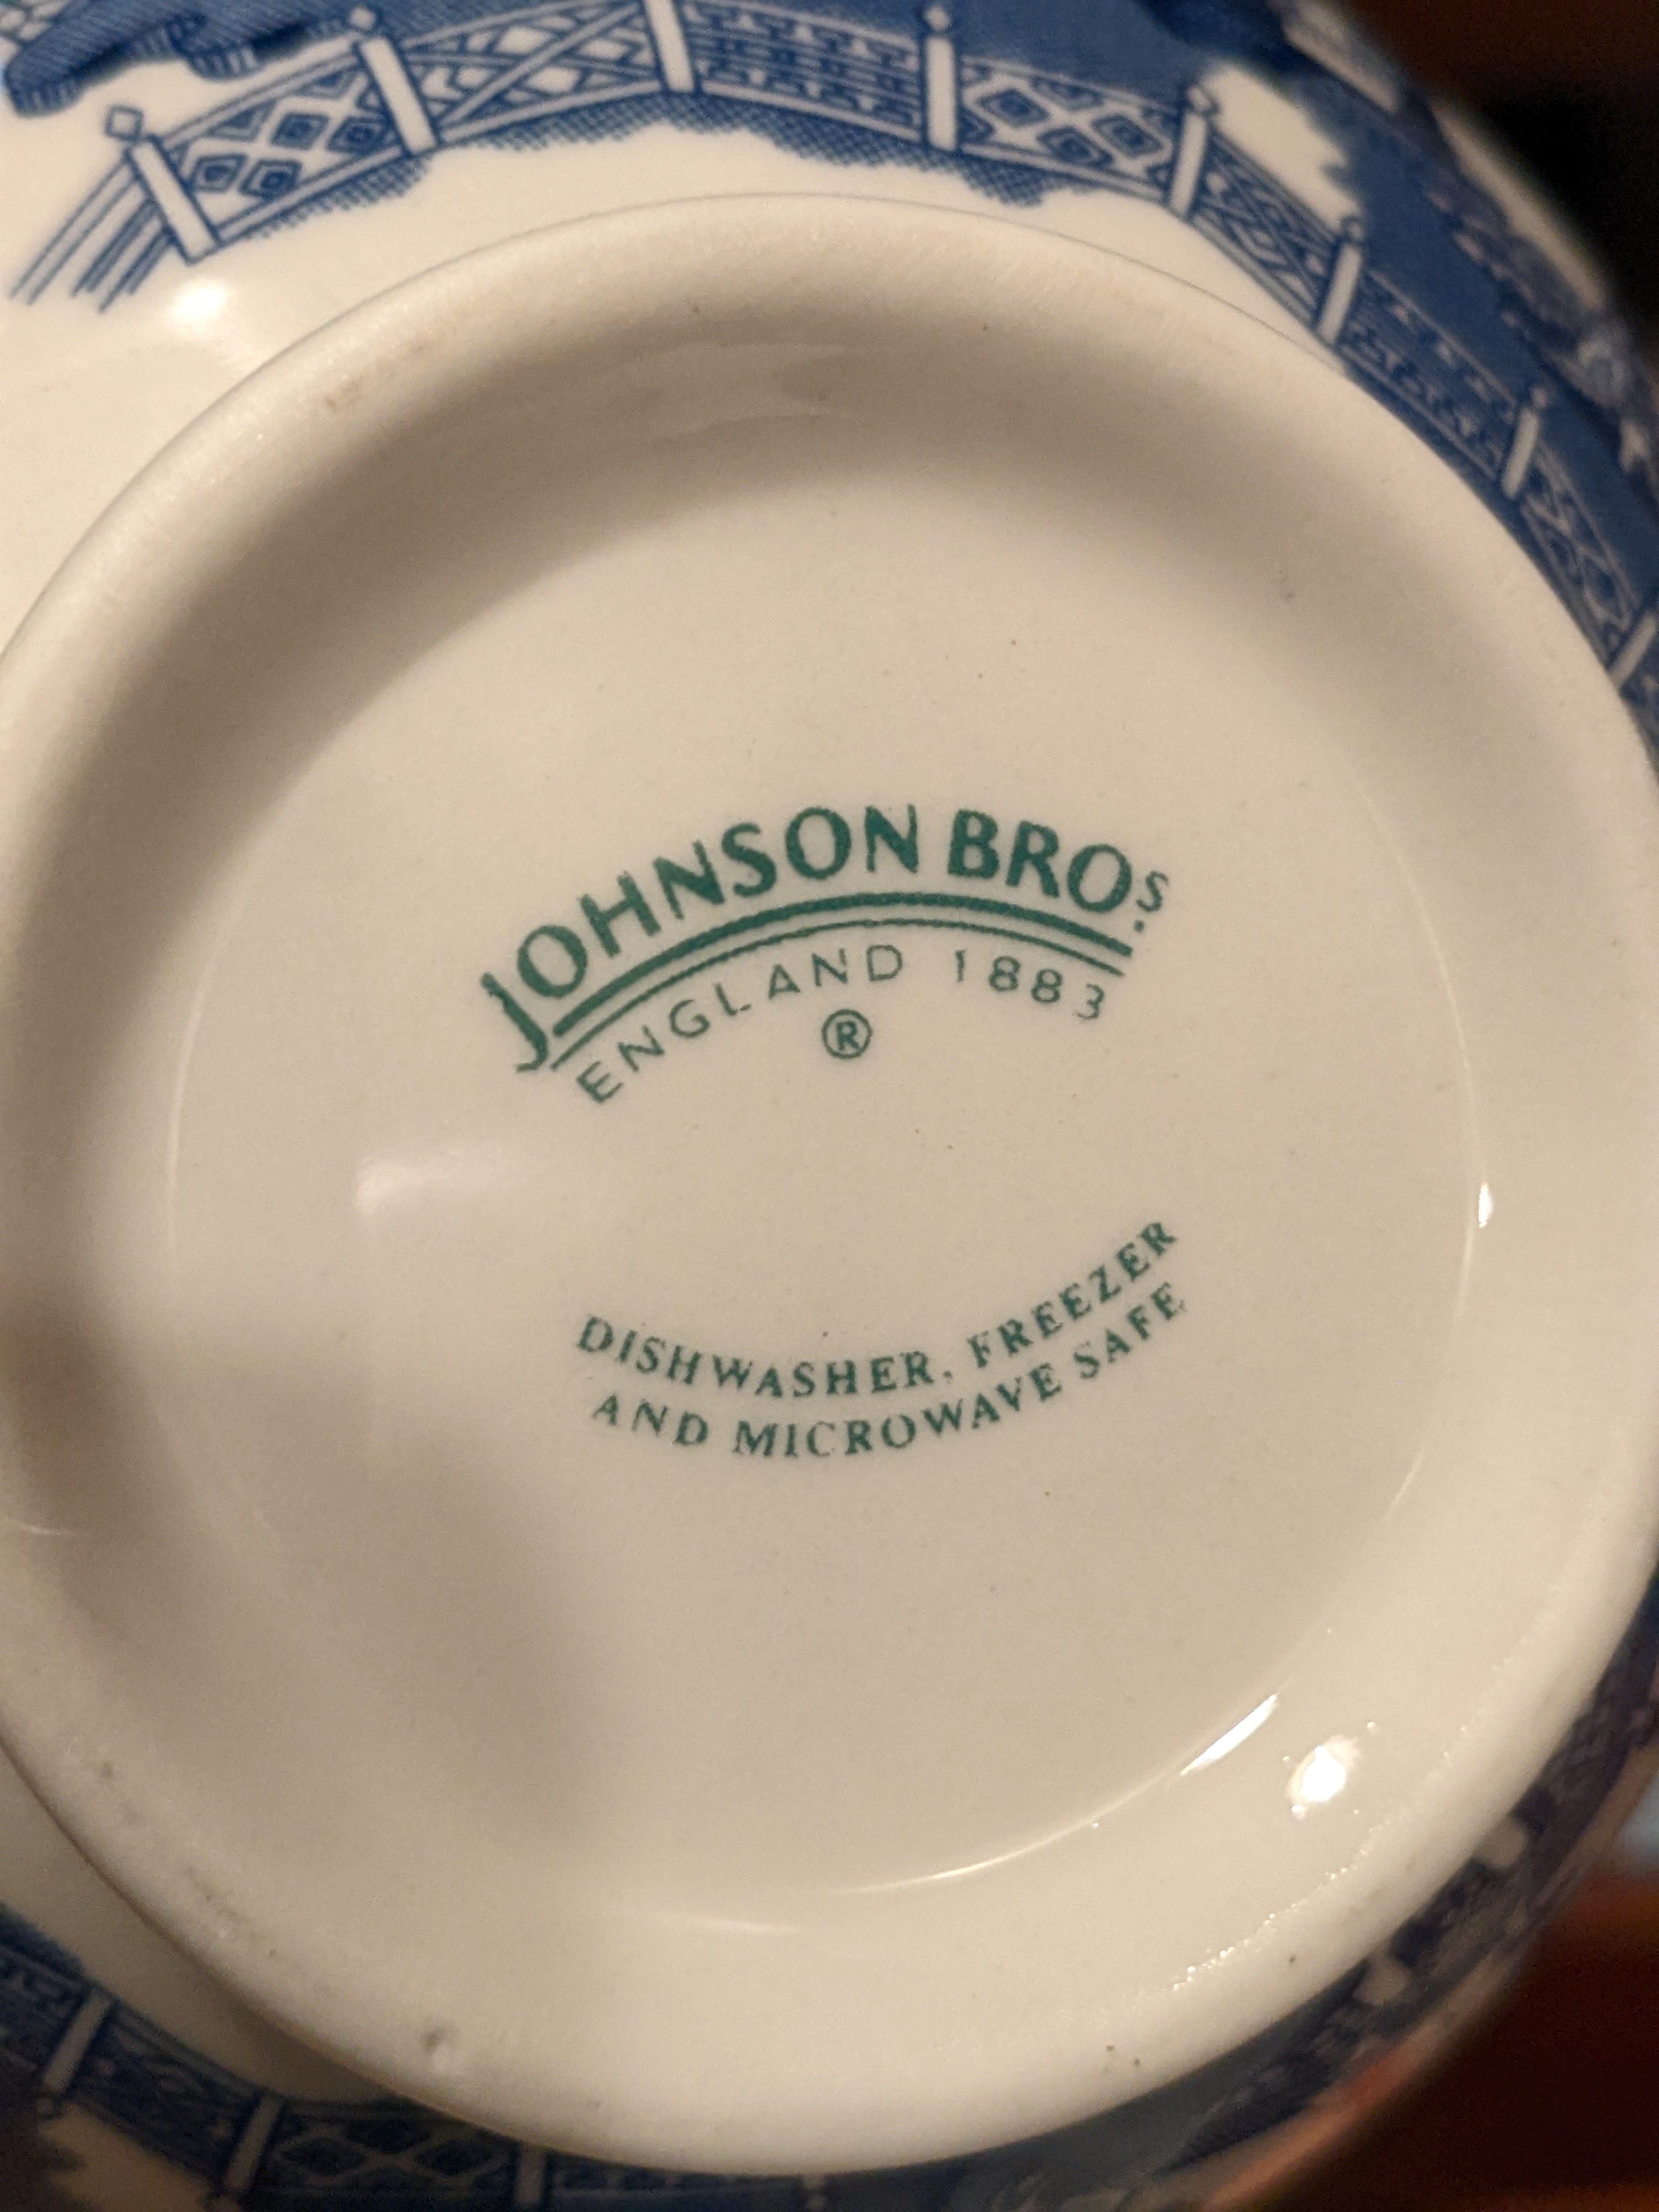 JOHNSON BROS.
ENGLAND 1883
®
DISHWASHER, FREEZER
AND MICROWAVE SAFE